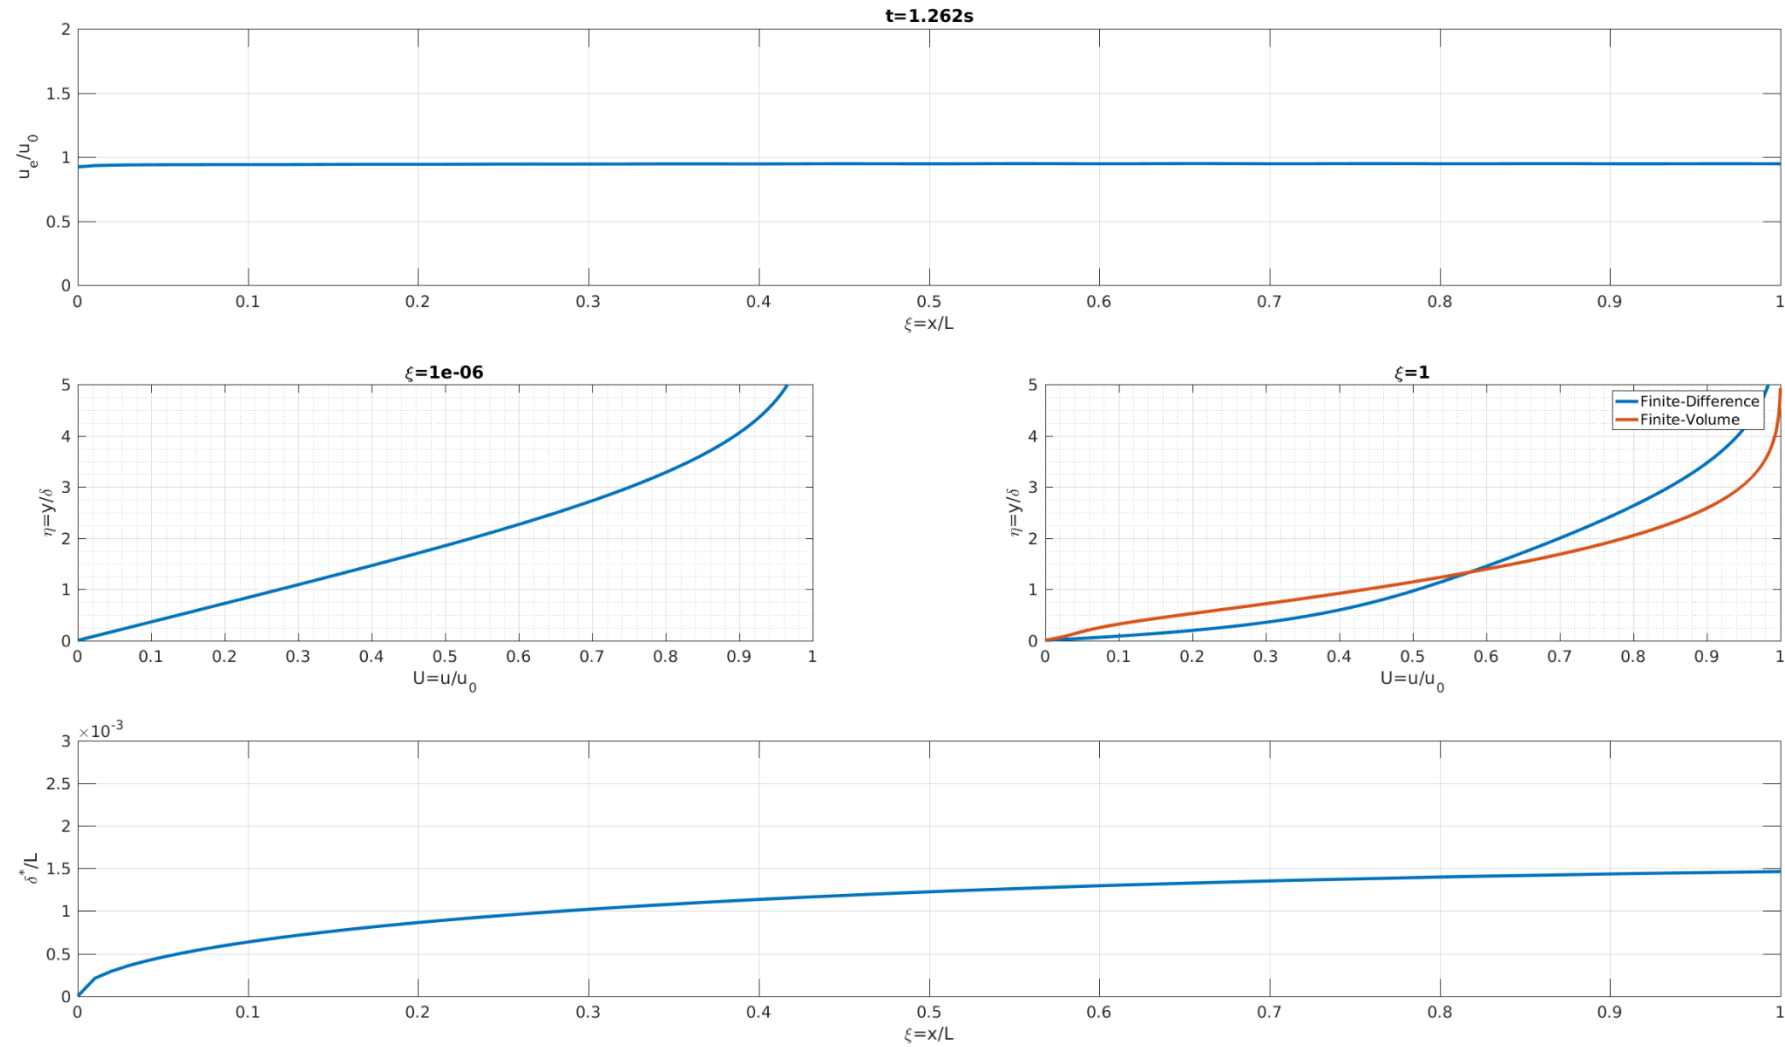 t=1.262s
2
1.5
1
0.5
0
u_e/u_0
0 0.1 0.2 0.3 0.4 0.5 0.6 0.7 0.8 0.9 1
ξ=x/L
ξ=1e-06
5
4
3
2
1
0
η=y/δ
0 0.1 0.2 0.3 0.4 0.5 0.6 0.7 0.8 0.9 1
U=u/u_0
ξ=1
Finite-Difference
Finite-Volume
5
4
3
2
1
0
η=y/δ
0 0.1 0.2 0.3 0.4 0.5 0.6 0.7 0.8 0.9 1
U=u/u_0
×10^-3
3
2.5
2
1.5
1
0.5
0
δ^*/L
0 0.1 0.2 0.3 0.4 0.5 0.6 0.7 0.8 0.9 1
ξ=x/L